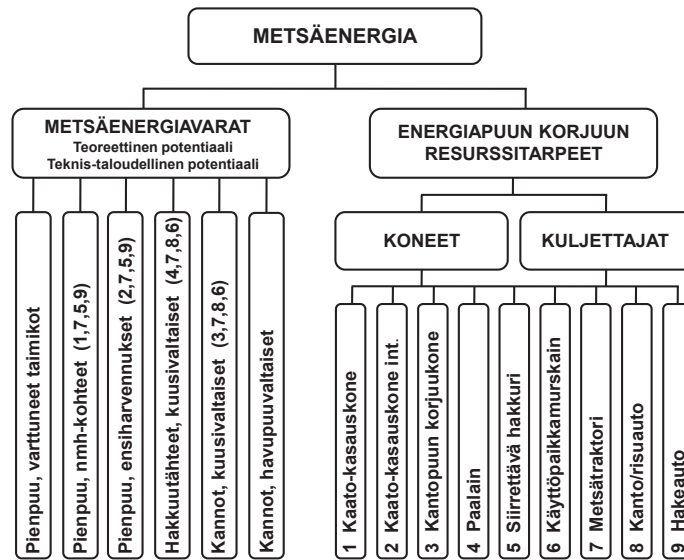 METSÄENERGIA
METSÄENERGIAVARAT
Teoreettinen potentiaali
Teknis-taloudellinen potentiaali
ENERGIAPUUN KORJUUN
RESURSSITARPEET
KONEET
KULJETTAJAT
Pienpuu, varttuneet taimikot
Pienpuu, nmh-kohteet (1,7,5,9)
Pienpuu, ensiharvennukset (2,7,5,9)
Hakkuutähteet, kuusivaltaiset (4,7,8,6)
Kannot, kuusivaltaiset (3,7,8,6)
Kannot, havupuuvaltaiset
1 Kaato-kasauskone
2 Kaato-kasauskone int.
3 Kantopuun korjuukone
4 Paalain
5 Siirrettävä hakkuri
6 Käyttöpaikkamurskain
7 Metsätraktori
8 Kanto/risuauto
9 Hakeauto